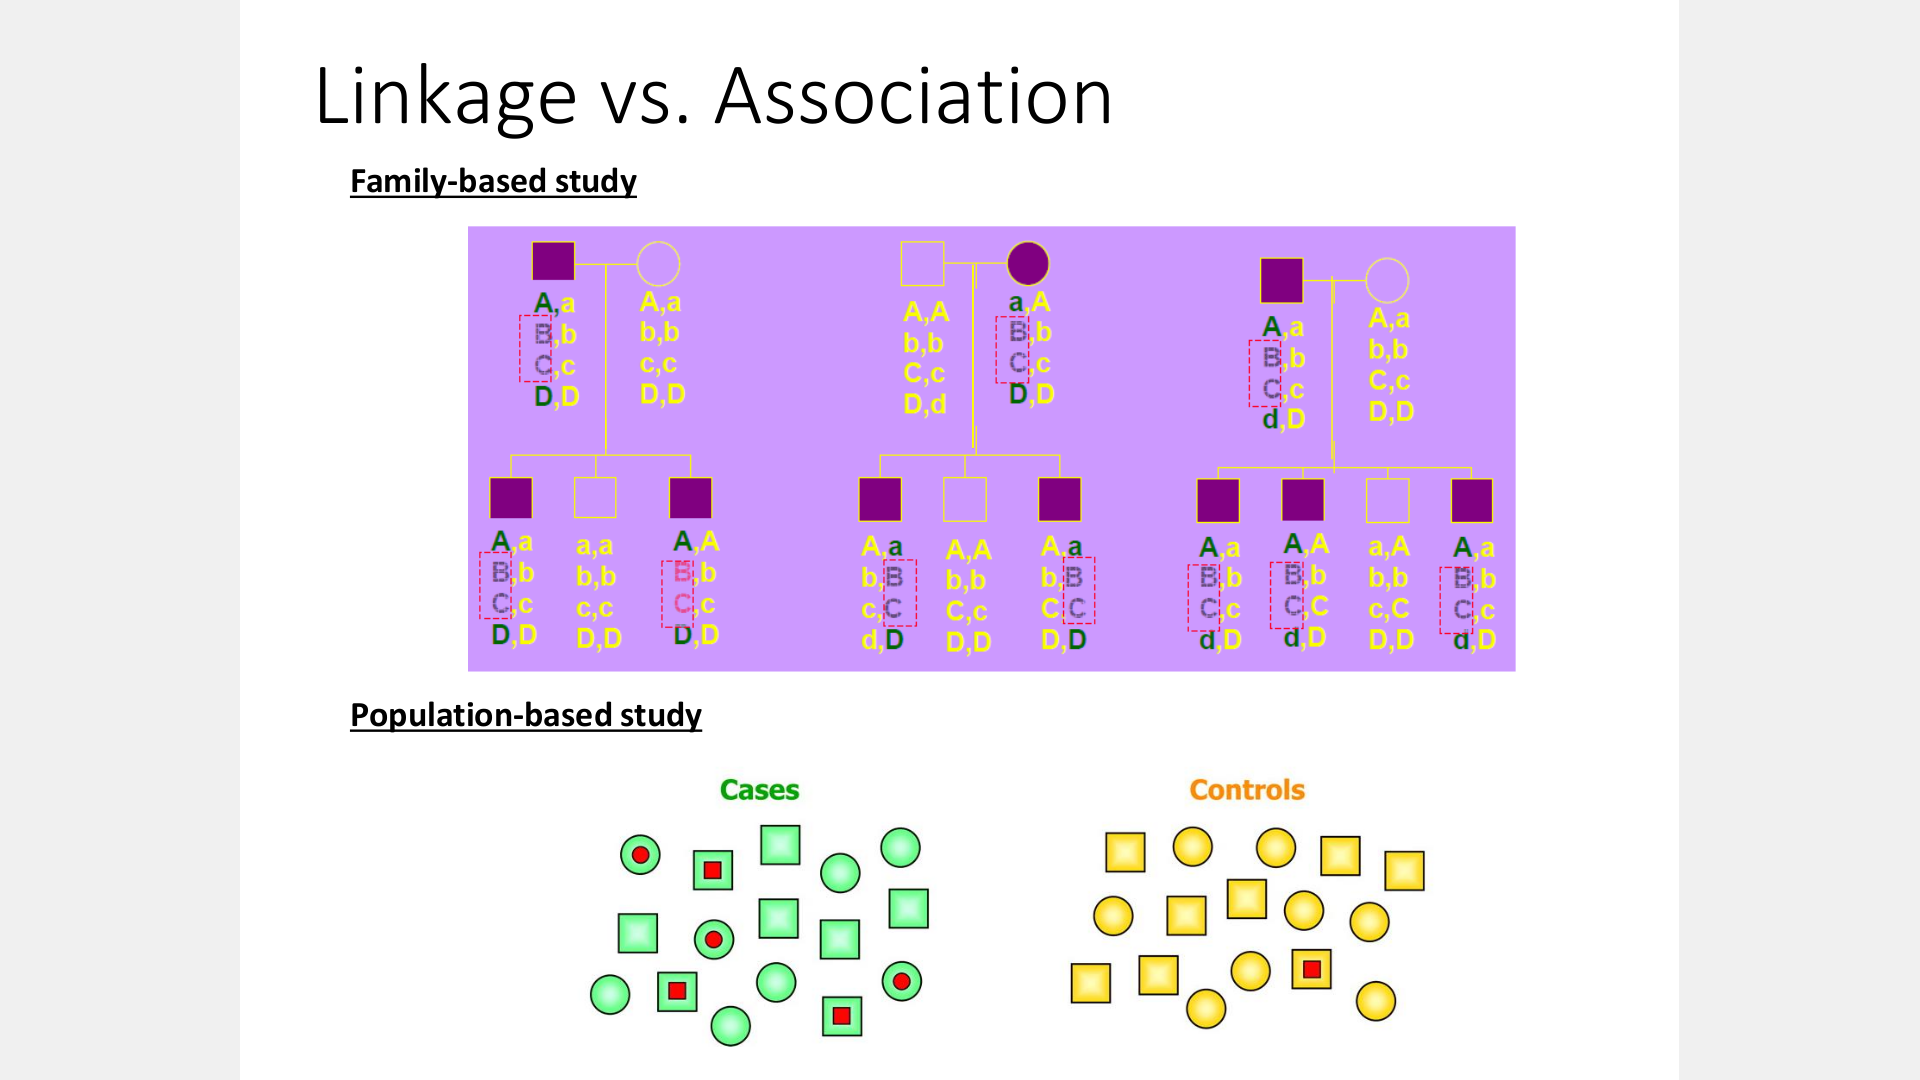 Linkage vs. Association
Family-based study
A,a
B,b
C,c
D,D
A,a
b,b
c,c
D,D
A,A
b,b
C,c
D,d
a,A
B,b
C,c
D,D
A,a
B,b
C,c
d,D
A,a
b,b
C,c
D,D
A,a
B,b
C,c
D,D
a,a
b,b
c,c
D,D
A,A
B,b
C,c
D,D
A,a
b,B
c,C
d,D
A,A
b,b
C,c
D,D
A,a
b,B
C C
D,D
A,a
B,b
C,c
d,D
A,A
B,b
C,C
d,D
a,A
b,b
c,C
D,D
A,a
B,b
C,c
d,D
Population-based study
Cases
Controls